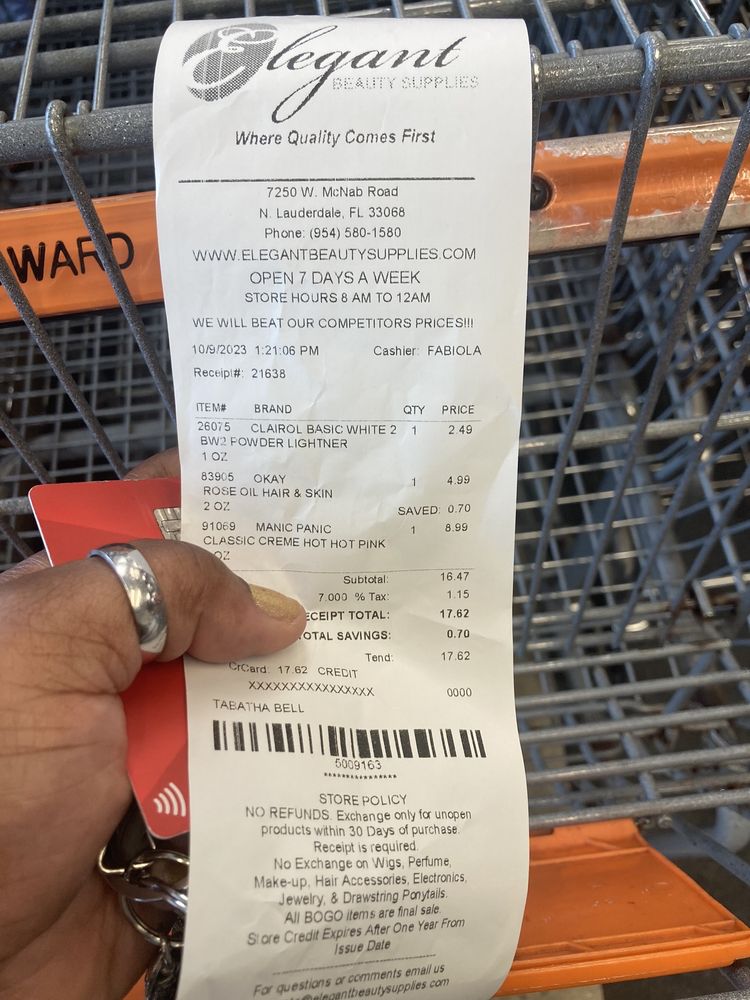 Elegant
BEAUTY SUPPLIES
Where Quality Comes First
7250 W. McNab Road
N. Lauderdale, FL 33068
Phone: (954) 580-1580
WWW.ELEGANTBEAUTYSUPPLIES.COM
OPEN 7 DAYS A WEEK
STORE HOURS 8 AM TO 12AM
WE WILL BEAT OUR COMPETITORS PRICES!!!
10/9/2023 1:21:06 PM Cashier: FABIOLA
Receipt#: 21638
ITEM# BRAND QTY PRICE
26075 CLAIROL BASIC WHITE 2 1 2.49
BW2 POWDER LIGHTNER
1 OZ
83905 OKAY 1 4.99
ROSE OIL HAIR & SKIN
2 OZ SAVED: 0.70
91069 MANIC PANIC 1 8.99
CLASSIC CREME HOT HOT PINK
OZ
Subtotal: 16.47
7.000 % Tax: 1.15
ECEIPT TOTAL: 17.62
OTAL SAVINGS: 0.70
Tend: 17.62
CrCard: 17.62 CREDIT
XXXXXXXXXXXXXXXX 0000
TABATHA BELL
5009163
****************
STORE POLICY
NO REFUNDS. Exchange only for unopen
products within 30 Days of purchase.
Receipt is required.
No Exchange on Wigs, Perfume,
Make-up, Hair Accessories, Electronics,
Jewelry, & Drawstring Ponytails.
All BOGO items are final sale.
Store Credit Expires After One Year From
Issue Date
For questions or comments email us
@elegantbeautysupplies.com
WARD